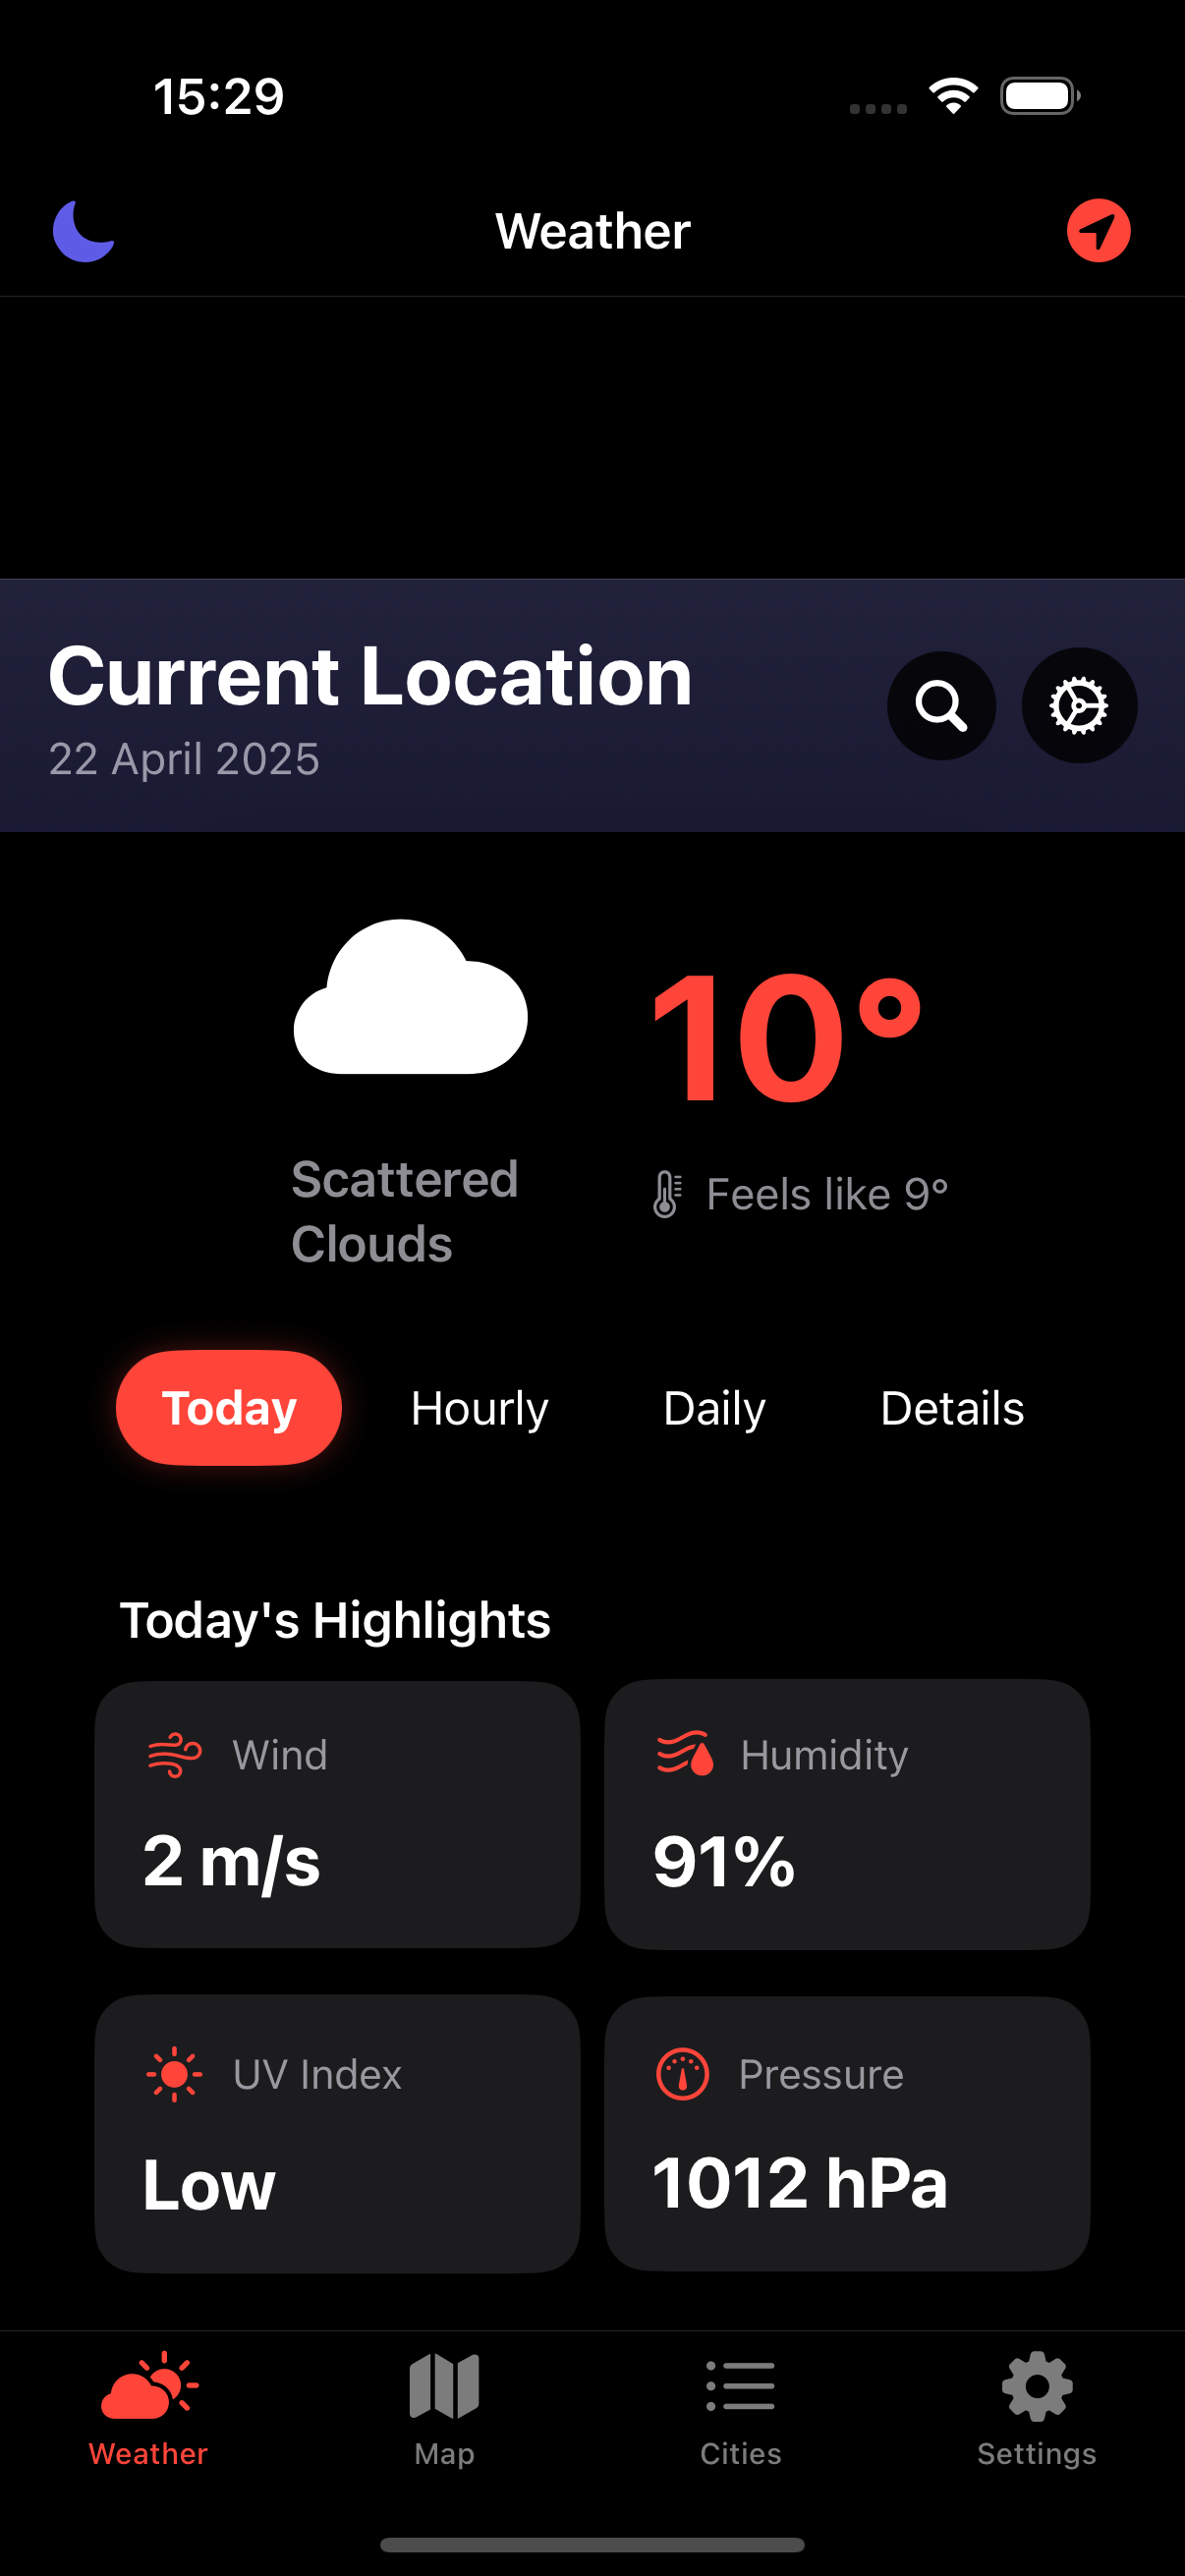 15:29
Weather
Current Location
22 April 2025
10°
Scattered
Clouds
Feels like 9°
Today Hourly Daily Details
Today's Highlights
Wind
2 m/s
Humidity
91%
UV Index
Low
Pressure
1012 hPa
Weather Map Cities Settings